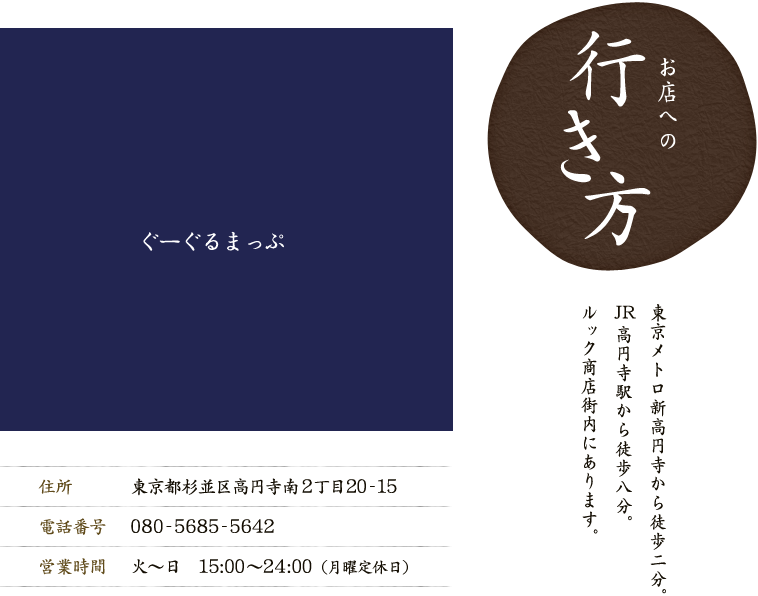 お店への
行き方
東京メトロ新高円寺から徒歩二分。
JR高円寺駅から徒歩八分。
ルック商店街内にあります。
ぐーぐるまっぷ
住所 東京都杉並区高円寺南2丁目20-15
電話番号 080-5685-5642
営業時間 火〜日 15:00〜24:00（月曜定休日）